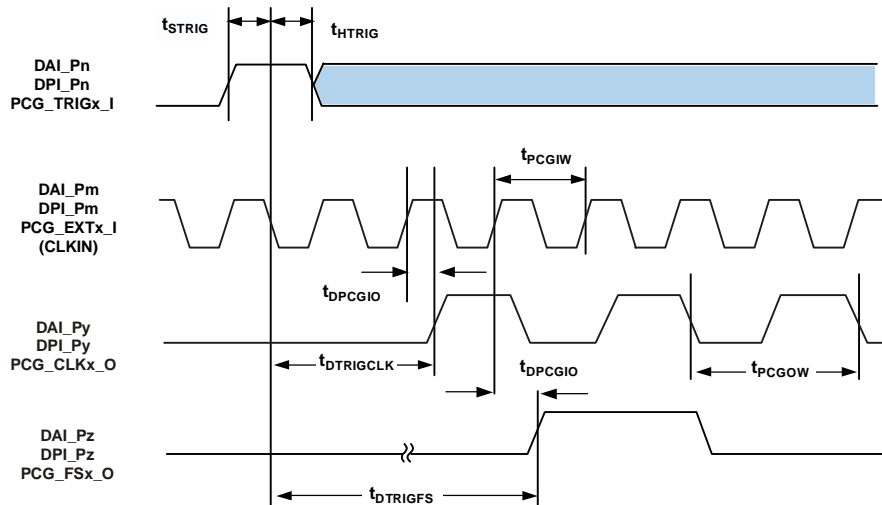 tSTRIG
tHTRIG
DAI_Pn
DPI_Pn
PCG_TRIGx_I
tPCGIW
DAI_Pm
DPI_Pm
PCG_EXTx_I
(CLKIN)
tDPCGIO
DAI_Py
DPI_Py
PCG_CLKx_O
tDTRIGCLK
tDPCGIO
tPCGOW
DAI_Pz
DPI_Pz
PCG_FSx_O
tDTRIGFS